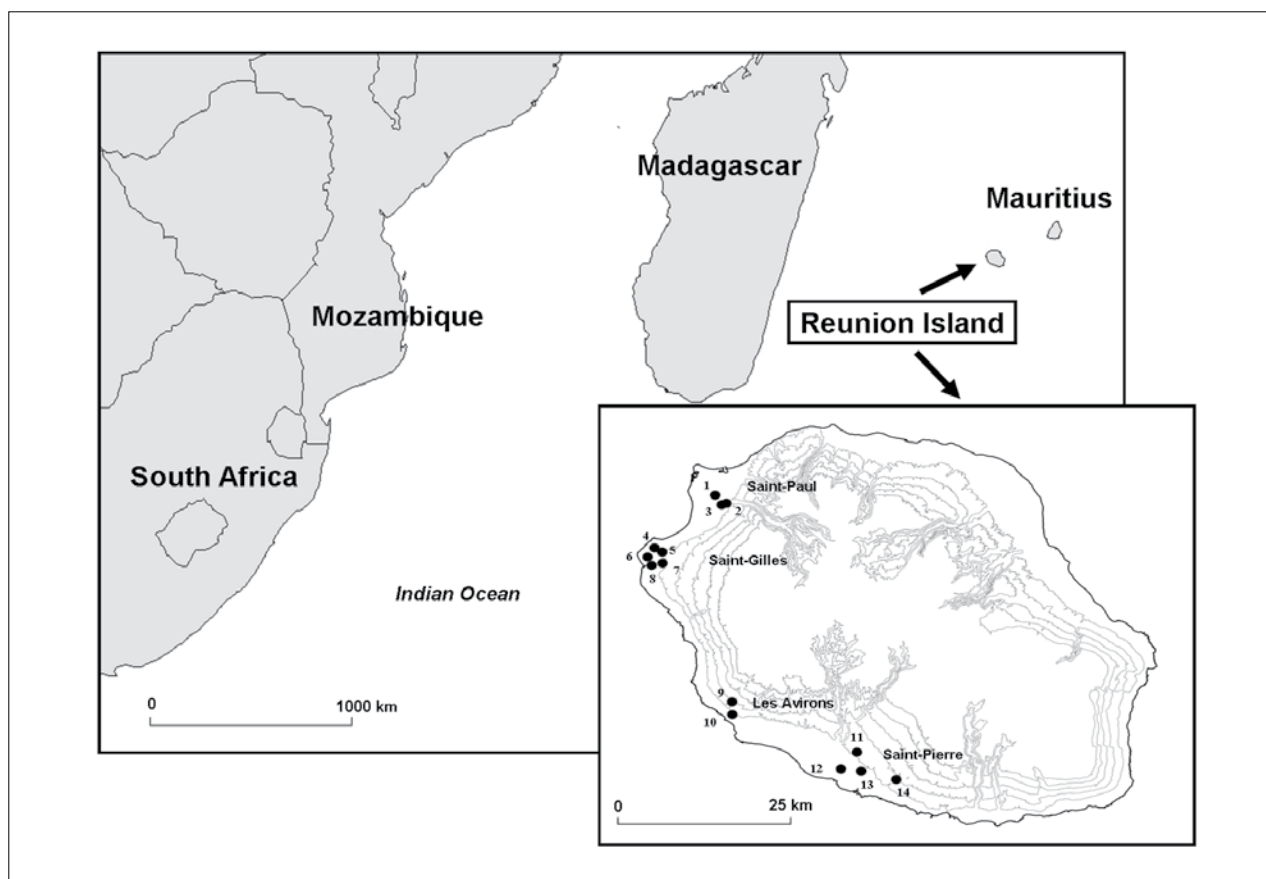 Madagascar
Mauritius
Mozambique
Reunion Island
South Africa
Indian Ocean
0 1000 km
1 Saint-Paul
3 2
4 5
6 Saint-Gilles
8 7
9 Les Avirons
10
11 Saint-Pierre
12 13 14
0 25 km